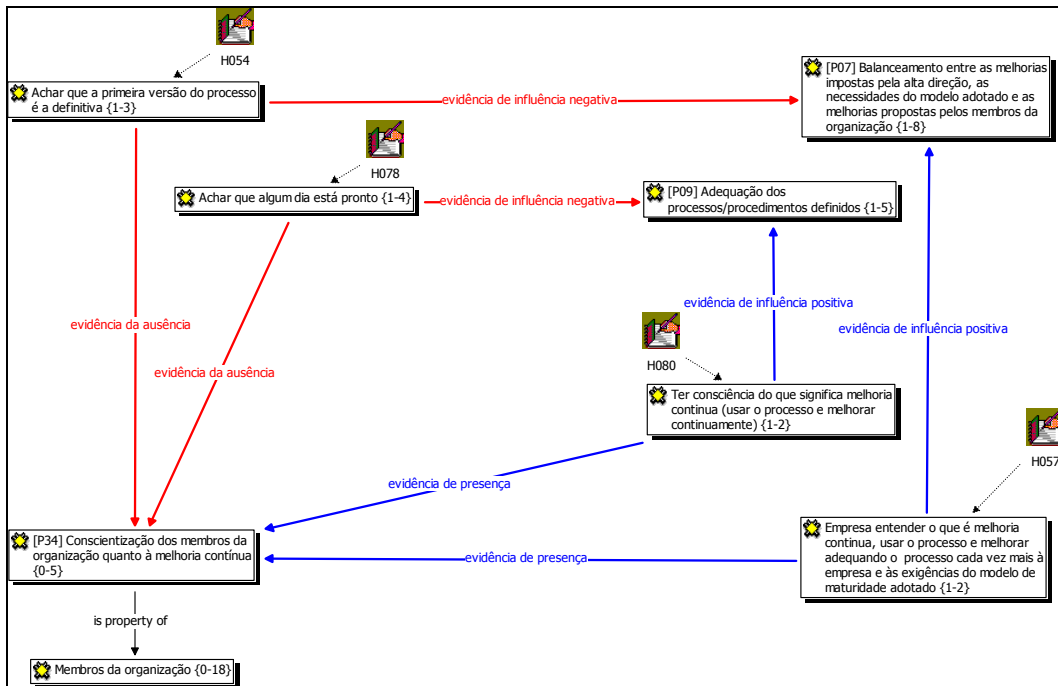 H054
Achar que a primeira versão do processo
é a definitiva {1-3}
evidência de influência negativa
[P07] Balanceamento entre as melhorias
impostas pela alta direção, as
necessidades do modelo adotado e as
melhorias propostas pelos membros da
organização {1-8}
H078
Achar que algum dia está pronto {1-4}
evidência de influência negativa
[P09] Adequação dos
processos/procedimentos definidos {1-5}
evidência de influência positiva
evidência de influência positiva
evidência da ausência
evidência da ausência
H080
Ter consciência do que significa melhoria
continua (usar o processo e melhorar
continuamente) {1-2}
H057
evidência de presença
[P34] Conscientização dos membros da
organização quanto à melhoria contínua
{0-5}
evidência de presença
Empresa entender o que é melhoria
continua, usar o processo e melhorar
adequando o processo cada vez mais à
empresa e às exigências do modelo de
maturidade adotado {1-2}
is property of
Membros da organização {0-18}